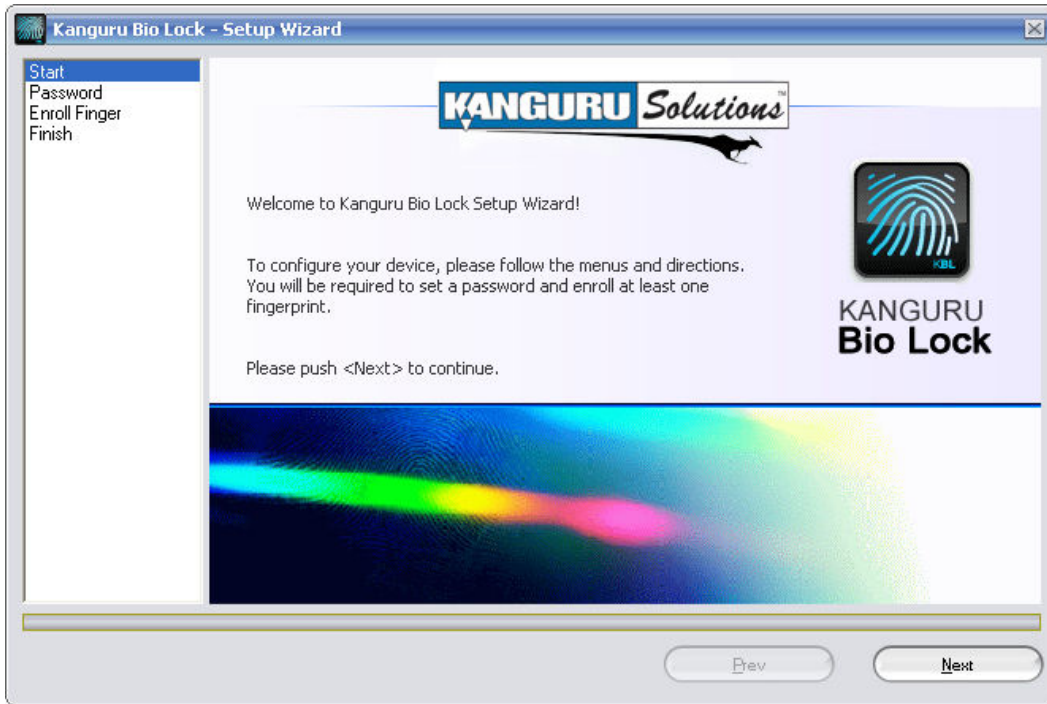 Kanguru Bio Lock - Setup Wizard
Start
Password
Enroll Finger
Finish
KANGURU Solutions™
Welcome to Kanguru Bio Lock Setup Wizard!
To configure your device, please follow the menus and directions.
You will be required to set a password and enroll at least one
fingerprint.
Please push <Next> to continue.
KBL
KANGURU
Bio Lock
Prev
Next